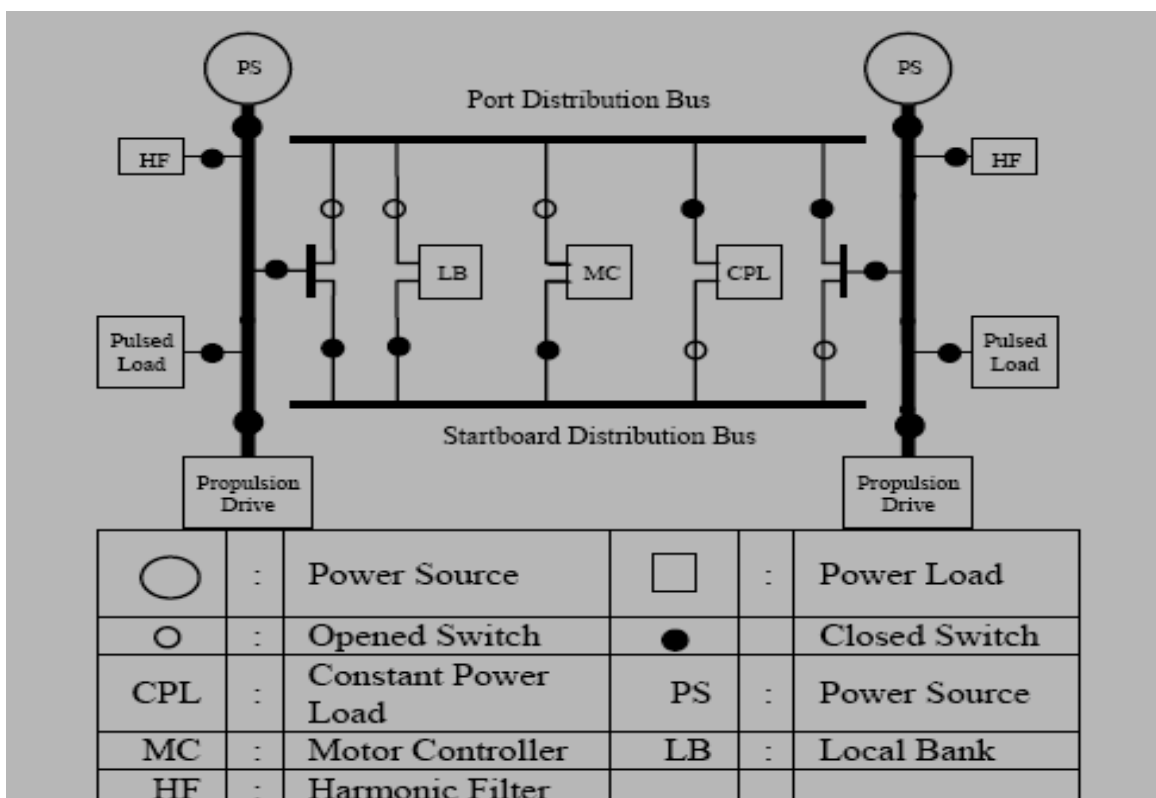 PS
PS
Port Distribution Bus
HF
HF
LB
MC
CPL
Pulsed
Load
Pulsed
Load
Startboard Distribution Bus
Propulsion
Drive
Propulsion
Drive
: Power Source : Power Load
: Opened Switch Closed Switch
CPL : Constant Power
Load PS : Power Source
MC : Motor Controller LB : Local Bank
HF : Harmonic Filter